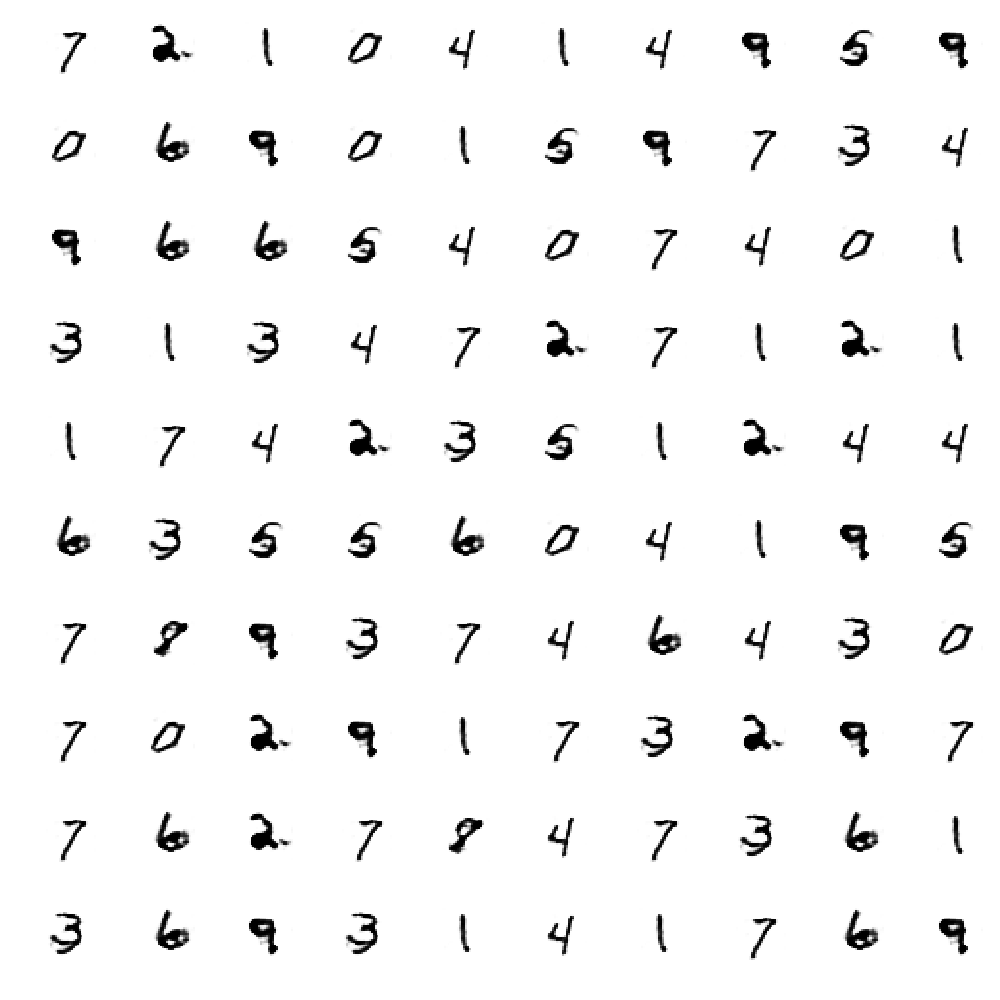 7 2 1 0 4 1 4 9 5 9
0 6 9 0 1 5 9 7 3 4
9 6 6 5 4 0 7 4 0 1
3 1 3 4 7 2 7 1 2 1
1 7 4 2 3 5 1 2 4 4
6 3 5 5 6 0 4 1 9 5
7 8 9 3 7 4 6 4 3 0
7 0 2 9 1 7 3 2 9 7
7 6 2 7 8 4 7 3 6 1
3 6 9 3 1 4 1 7 6 9